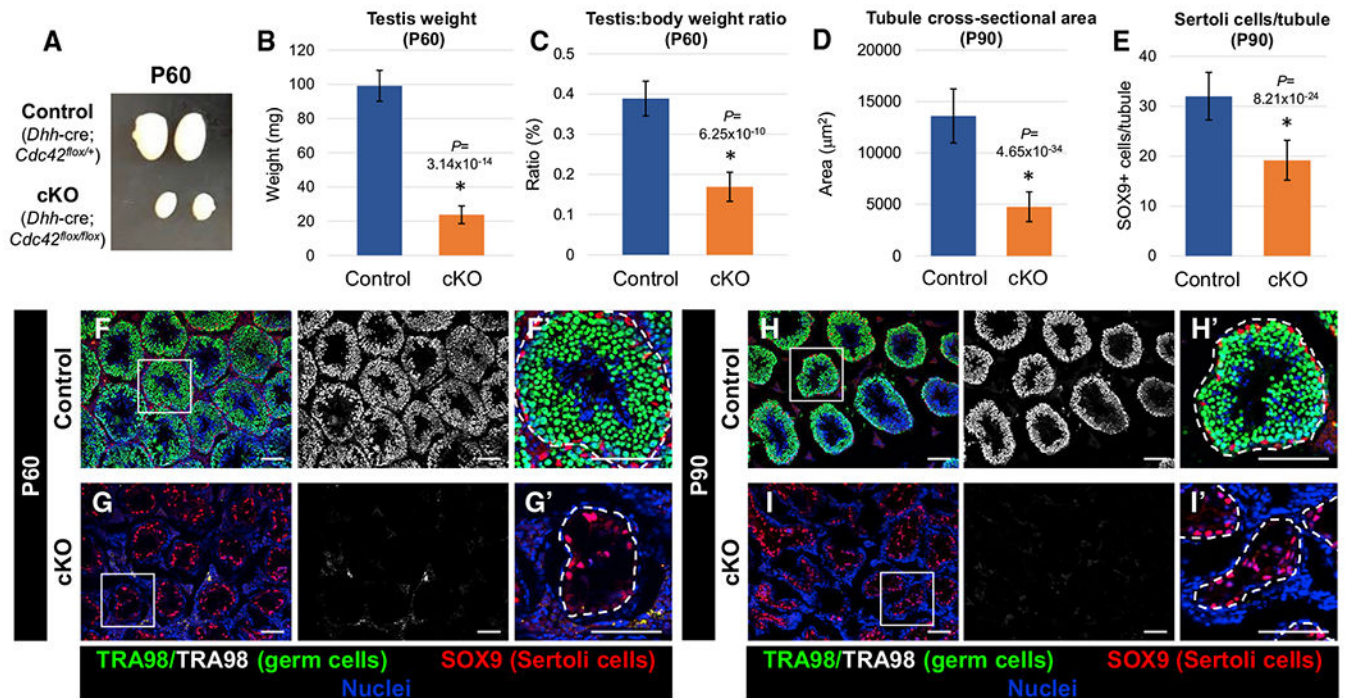 A
P60
Control
(Dhh-cre;
Cdc42flox/+)
cKO
(Dhh-cre;
Cdc42flox/flox)
B
Testis weight
(P60)
Weight (mg)
120
100
80
60
40
20
0
P=
3.14x10-14
*
Control cKO
C
Testis:body weight ratio
(P60)
Ratio (%)
0.5
0.4
0.3
0.2
0.1
0
P=
6.25x10-10
*
Control cKO
D
Tubule cross-sectional area
(P90)
Area (µm2)
20000
15000
10000
5000
0
P=
4.65x10-34
*
Control cKO
E
Sertoli cells/tubule
(P90)
SOX9+ cells/tubule
40
30
20
10
0
P=
8.21x10-24
*
Control cKO
P60
Control
F
F'
cKO
G
G'
TRA98/TRA98 (germ cells) SOX9 (Sertoli cells)
Nuclei
P90
Control
H
H'
cKO
I
I'
TRA98/TRA98 (germ cells) SOX9 (Sertoli cells)
Nuclei